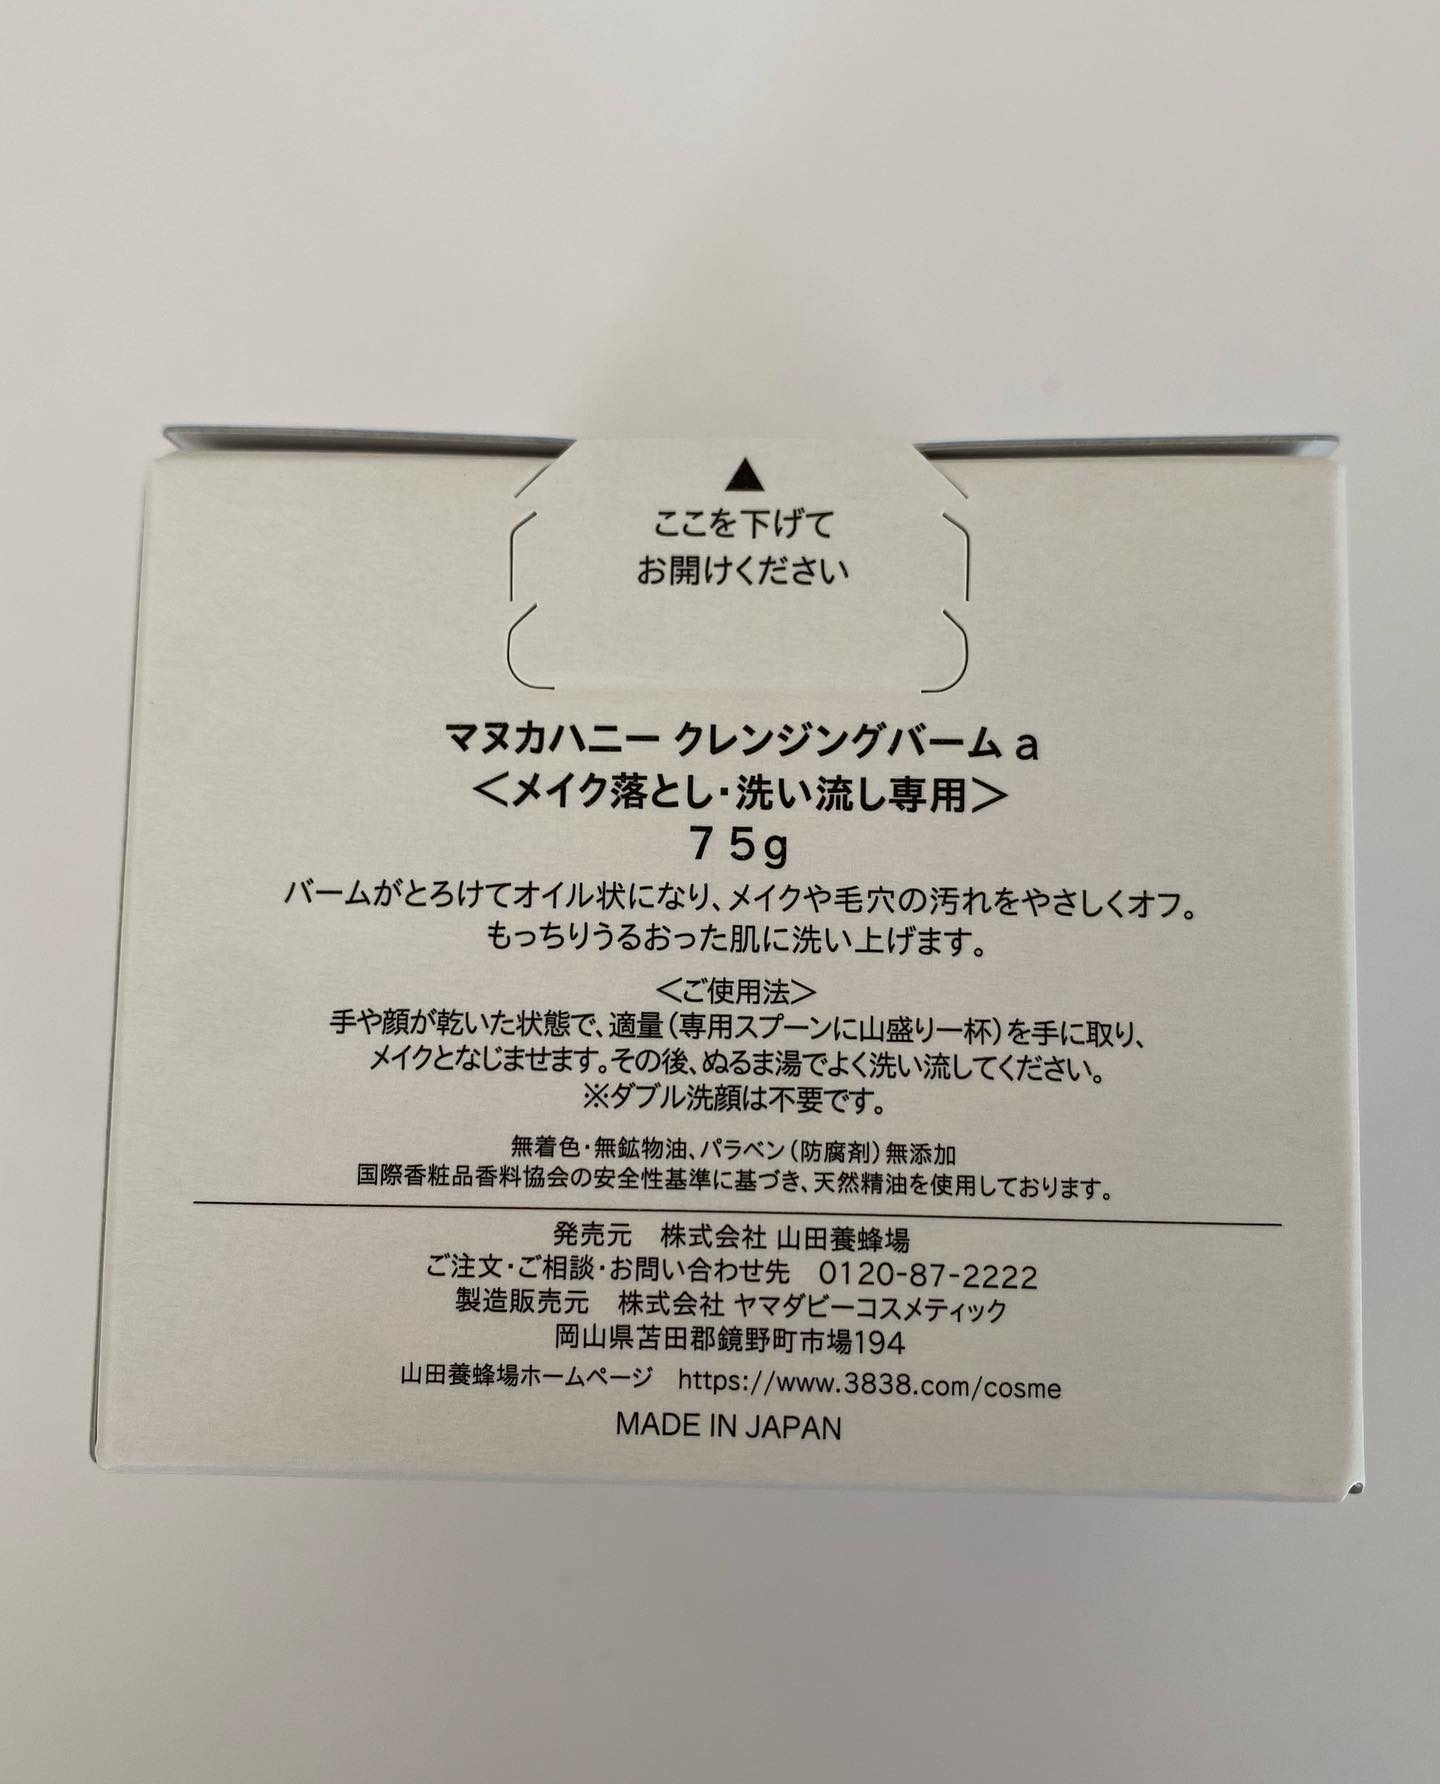 ▲
ここを下げて
お開けください
マヌカハニー クレンジングバーム a
＜メイク落とし・洗い流し専用＞
75g
バームがとろけてオイル状になり、メイクや毛穴の汚れをやさしくオフ。
もっちりうるおった肌に洗い上げます。
＜ご使用法＞
手や顔が乾いた状態で、適量（専用スプーンに山盛り一杯）を手に取り、
メイクとなじませます。その後、ぬるま湯でよく洗い流してください。
※ダブル洗顔は不要です。
無着色・無鉱物油、パラベン（防腐剤）無添加
国際香粧品香料協会の安全性基準に基づき、天然精油を使用しております。
発売元　株式会社 山田養蜂場
ご注文・ご相談・お問い合わせ先　0120-87-2222
製造販売元　株式会社 ヤマダビーコスメティック
岡山県苫田郡鏡野町市場194
山田養蜂場ホームページ　https://www.3838.com/cosme
MADE IN JAPAN